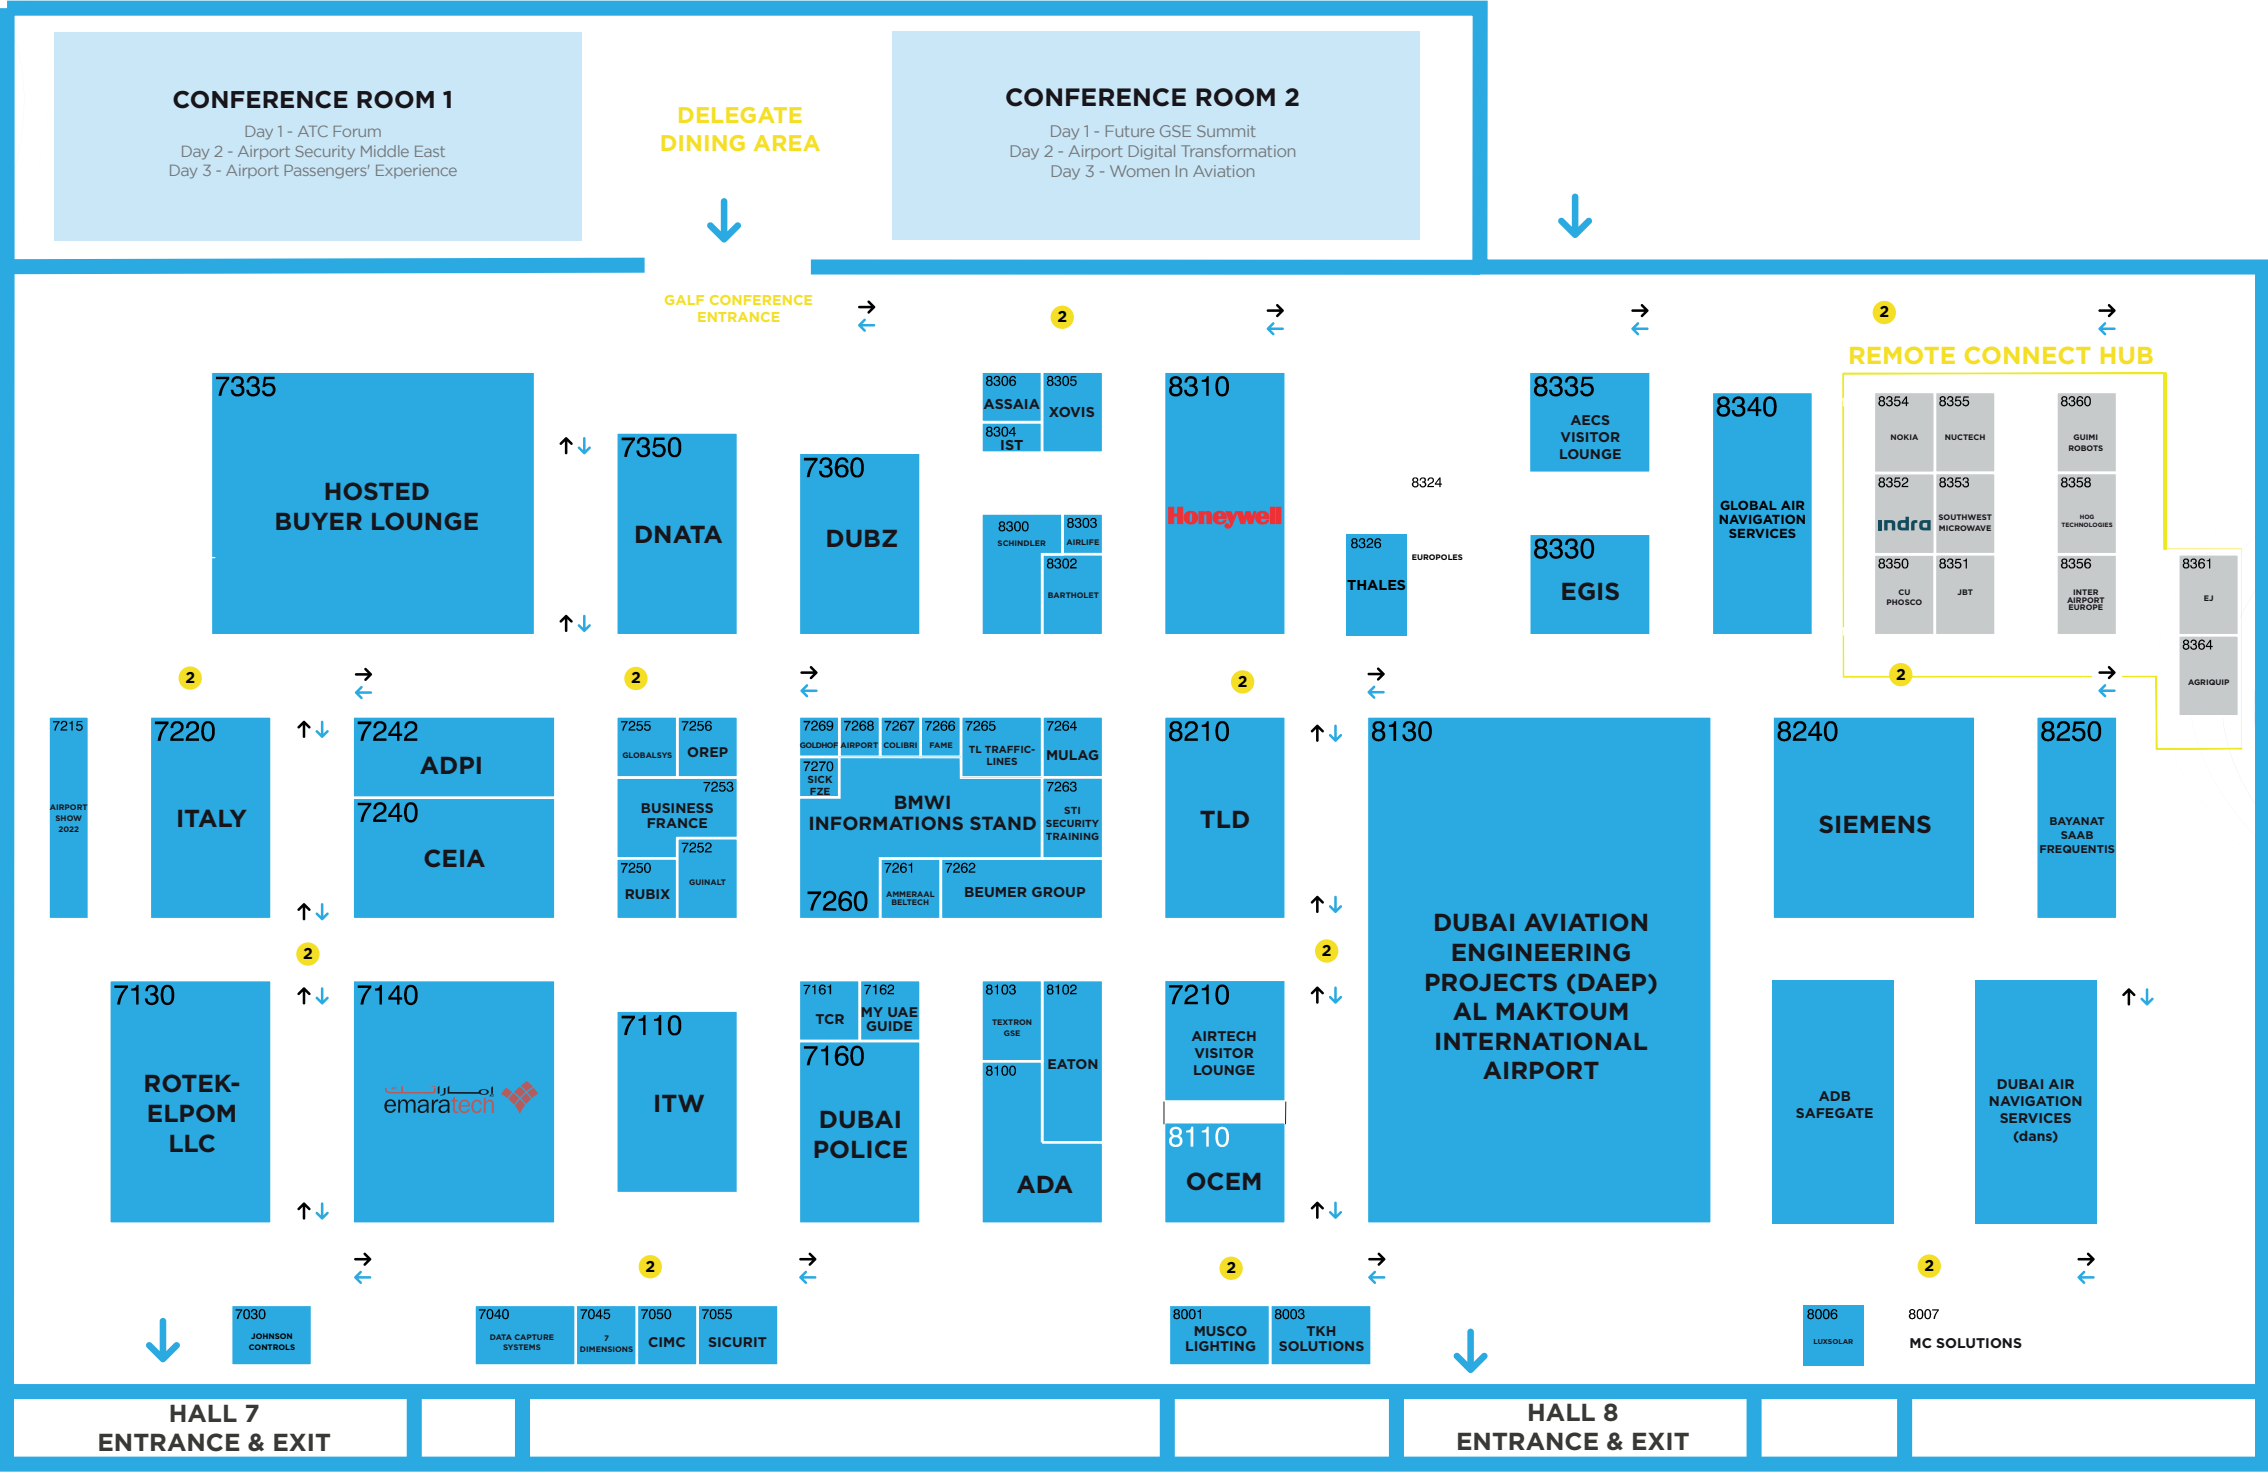 CONFERENCE ROOM 1
Day 1 - ATC Forum
Day 2 - Airport Security Middle East
Day 3 - Airport Passengers' Experience
DELEGATE
DINING AREA
CONFERENCE ROOM 2
Day 1 - Future GSE Summit
Day 2 - Airport Digital Transformation
Day 3 - Women In Aviation
GALF CONFERENCE
ENTRANCE
2
2
REMOTE CONNECT HUB
7335
HOSTED
BUYER LOUNGE
7350
DNATA
7360
DUBZ
8306
ASSAIA
8305
XOVIS
8304
IST
8300
SCHINDLER
8303
AIRLIFE
8302
BARTHOLET
8310
Honeywell
8324
EUROPOLES
8326
THALES
8335
AECS
VISITOR
LOUNGE
8330
EGIS
8340
GLOBAL AIR
NAVIGATION
SERVICES
8354
NOKIA
8355
NUCTECH
8360
GUIMI
ROBOTS
8352
indra
8353
SOUTHWEST
MICROWAVE
8358
HOG
TECHNOLOGIES
8350
CU
PHOSCO
8351
JBT
8356
INTER
AIRPORT
EUROPE
8361
EJ
8364
AGRIQUIP
2
2
2
2
7215
AIRPORT
SHOW
2022
7220
ITALY
7242
ADPI
7240
CEIA
7255
GLOBALSYS
7256
OREP
7253
BUSINESS
FRANCE
7252
GUINALT
7250
RUBIX
7269
GOLDHOF
7268
AIRPORT
7267
COLIBRI
7266
FAME
7265
TL TRAFFIC-
LINES
7264
MULAG
7270
SICK
FZE
BMWI
INFORMATIONS STAND
7260
7263
STI
SECURITY
TRAINING
7261
AMMERAAL
BELTECH
7262
BEUMER GROUP
8210
TLD
8130
DUBAI AVIATION
ENGINEERING
PROJECTS (DAEP)
AL MAKTOUM
INTERNATIONAL
AIRPORT
8240
SIEMENS
8250
BAYANAT
SAAB
FREQUENTIS
2
2
7130
ROTEK-
ELPOM
LLC
7140
إمارات
emaratech
7110
ITW
7161
TCR
7162
MY UAE
GUIDE
7160
DUBAI
POLICE
8103
TEXTRON
GSE
8102
EATON
8100
ADA
7210
AIRTECH
VISITOR
LOUNGE
8110
OCEM
ADB
SAFEGATE
DUBAI AIR
NAVIGATION
SERVICES
(dans)
2
2
2
7030
JOHNSON
CONTROLS
7040
DATA CAPTURE
SYSTEMS
7045
7
DIMENSIONS
7050
CIMC
7055
SICURIT
8001
MUSCO
LIGHTING
8003
TKH
SOLUTIONS
8006
LUXSOLAR
8007
MC SOLUTIONS
HALL 7
ENTRANCE & EXIT
HALL 8
ENTRANCE & EXIT